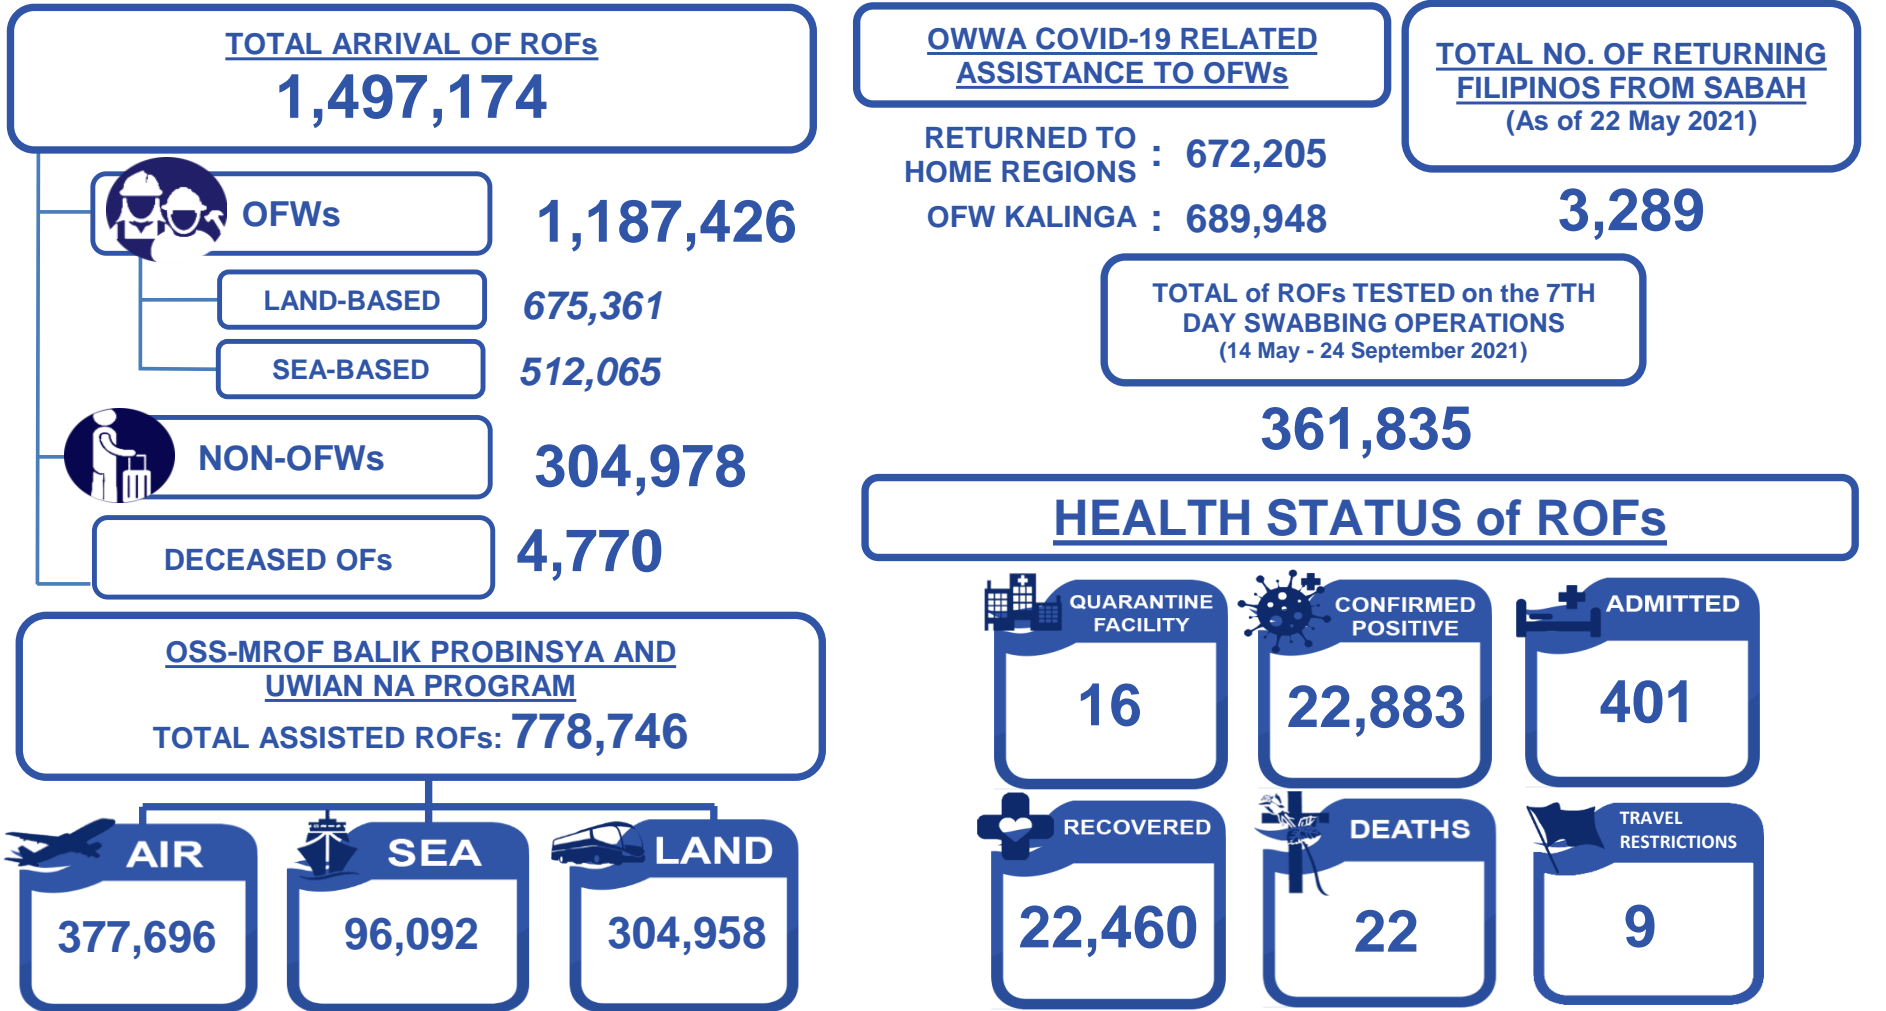 TOTAL ARRIVAL OF ROFs
1,497,174
OFWs
1,187,426
LAND-BASED
675,361
SEA-BASED
512,065
NON-OFWs
304,978
DECEASED OFs
4,770
OSS-MROF BALIK PROBINSYA AND
UWIAN NA PROGRAM
TOTAL ASSISTED ROFs: 778,746
AIR
377,696
SEA
96,092
LAND
304,958
OWWA COVID-19 RELATED
ASSISTANCE TO OFWs
RETURNED TO
HOME REGIONS : 672,205
OFW KALINGA : 689,948
TOTAL NO. OF RETURNING
FILIPINOS FROM SABAH
(As of 22 May 2021)
3,289
TOTAL of ROFs TESTED on the 7TH
DAY SWABBING OPERATIONS
(14 May - 24 September 2021)
361,835
HEALTH STATUS of ROFs
QUARANTINE
FACILITY
16
CONFIRMED
POSITIVE
22,883
ADMITTED
401
RECOVERED
22,460
DEATHS
22
TRAVEL
RESTRICTIONS
9